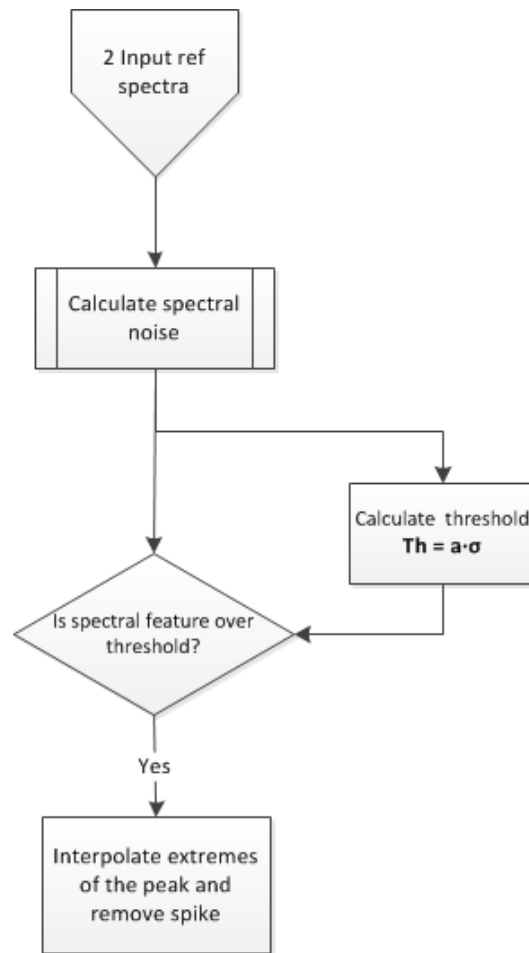 2 Input ref
spectra
Calculate spectral
noise
Calculate threshold
Th = a·σ
Is spectral feature over
threshold?
Yes
Interpolate extremes
of the peak and
remove spike